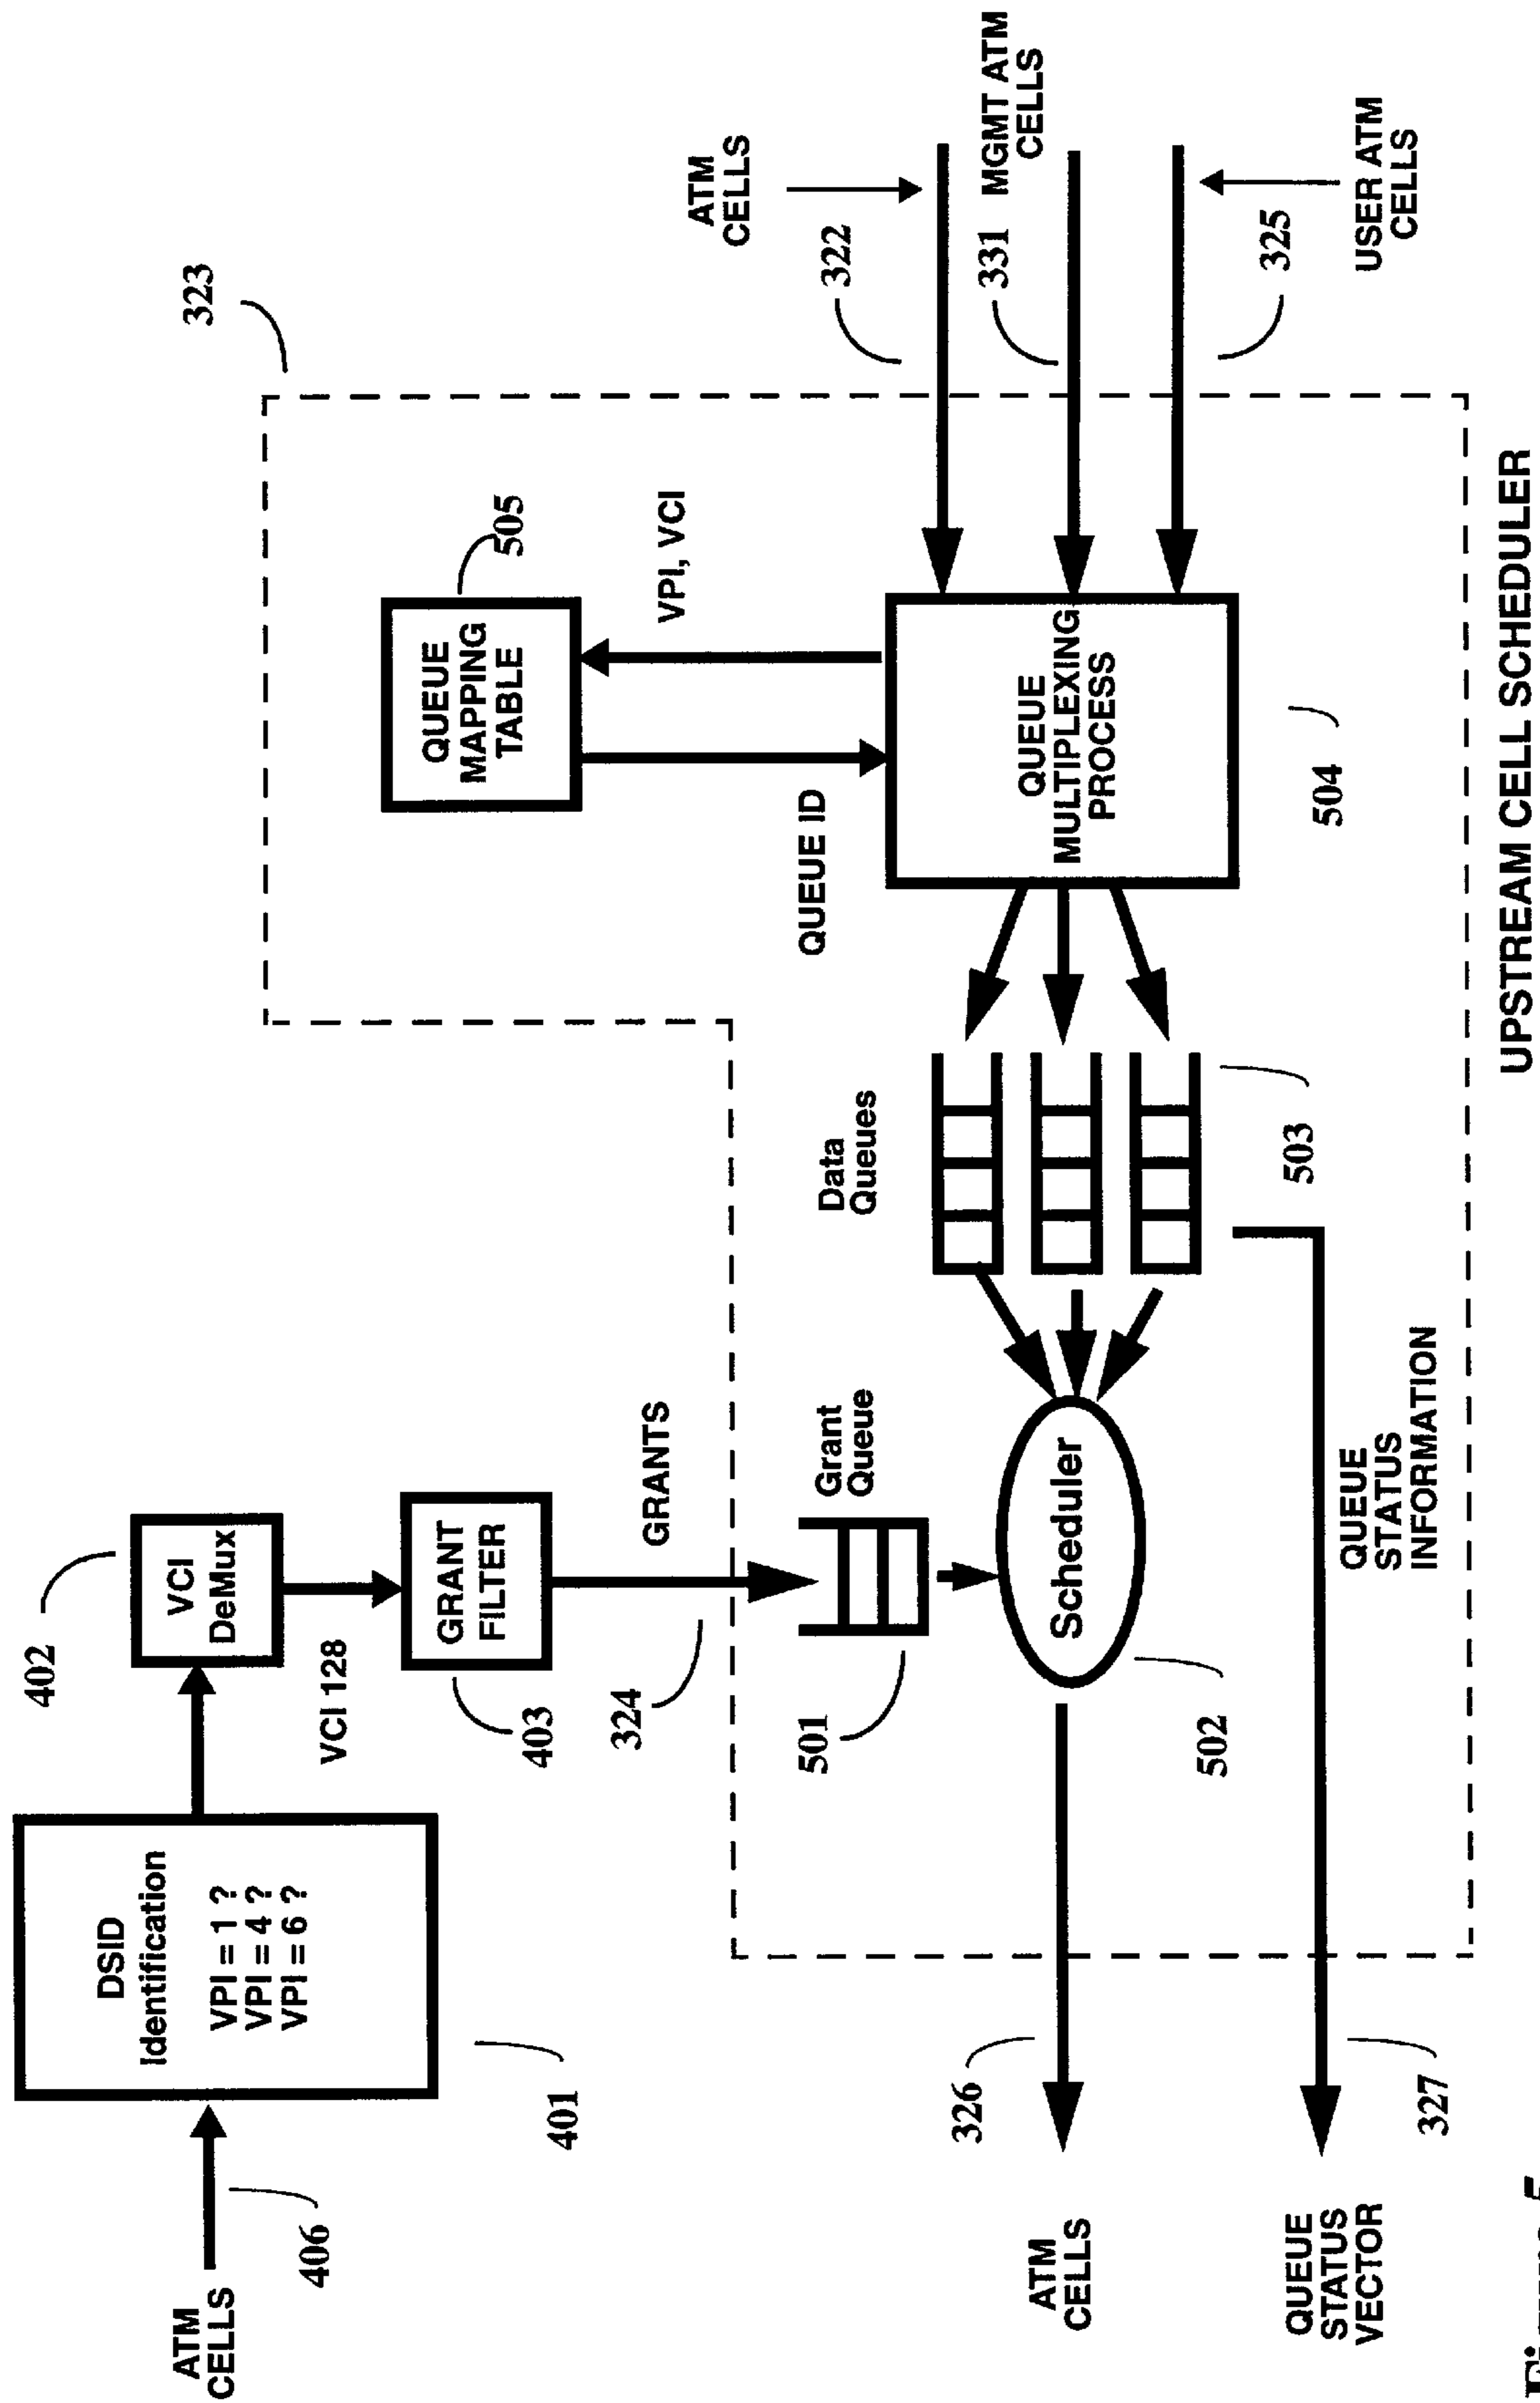 ATM
CELLS
406
DSID
Identification
VPI = 1 ?
VPI = 4 ?
VPI = 6 ?
401
402
VCI
DeMux
VCI 128
GRANT
FILTER
403
GRANTS
324
323
Grant
Queue
501
Scheduler
502
Data
Queues
503
QUEUE
MAPPING
TABLE
505
VPI, VCI
QUEUE ID
QUEUE
MULTIPLEXING
PROCESS
504
ATM
CELLS
322
MGMT ATM
CELLS
331
325
USER ATM
CELLS
ATM
CELLS
326
QUEUE
STATUS
INFORMATION
QUEUE
STATUS
VECTOR
327
UPSTREAM CELL SCHEDULER
Figure 5